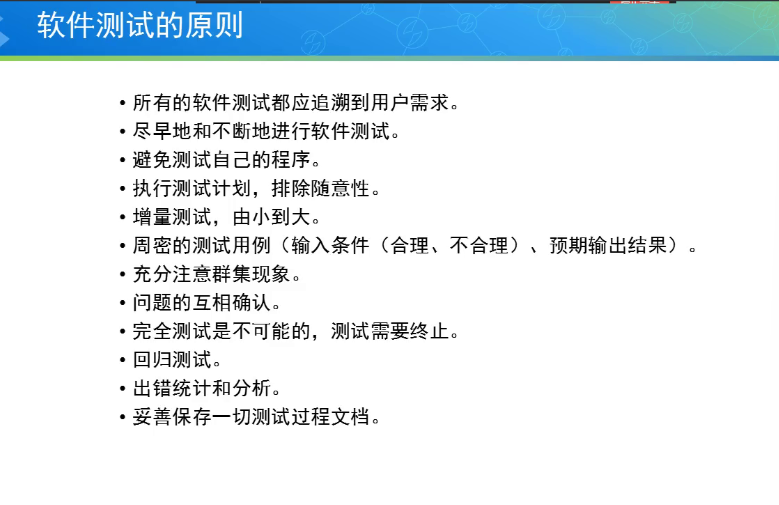 软件测试的原则
•所有的软件测试都应追溯到用户需求。
•尽早地和不断地进行软件测试。
•避免测试自己的程序。
•执行测试计划，排除随意性。
•增量测试，由小到大。
•周密的测试用例（输入条件（合理、不合理）、预期输出结果）。
•充分注意群集现象。
•问题的互相确认。
•完全测试是不可能的，测试需要终止。
•回归测试。
•出错统计和分析。
•妥善保存一切测试过程文档。